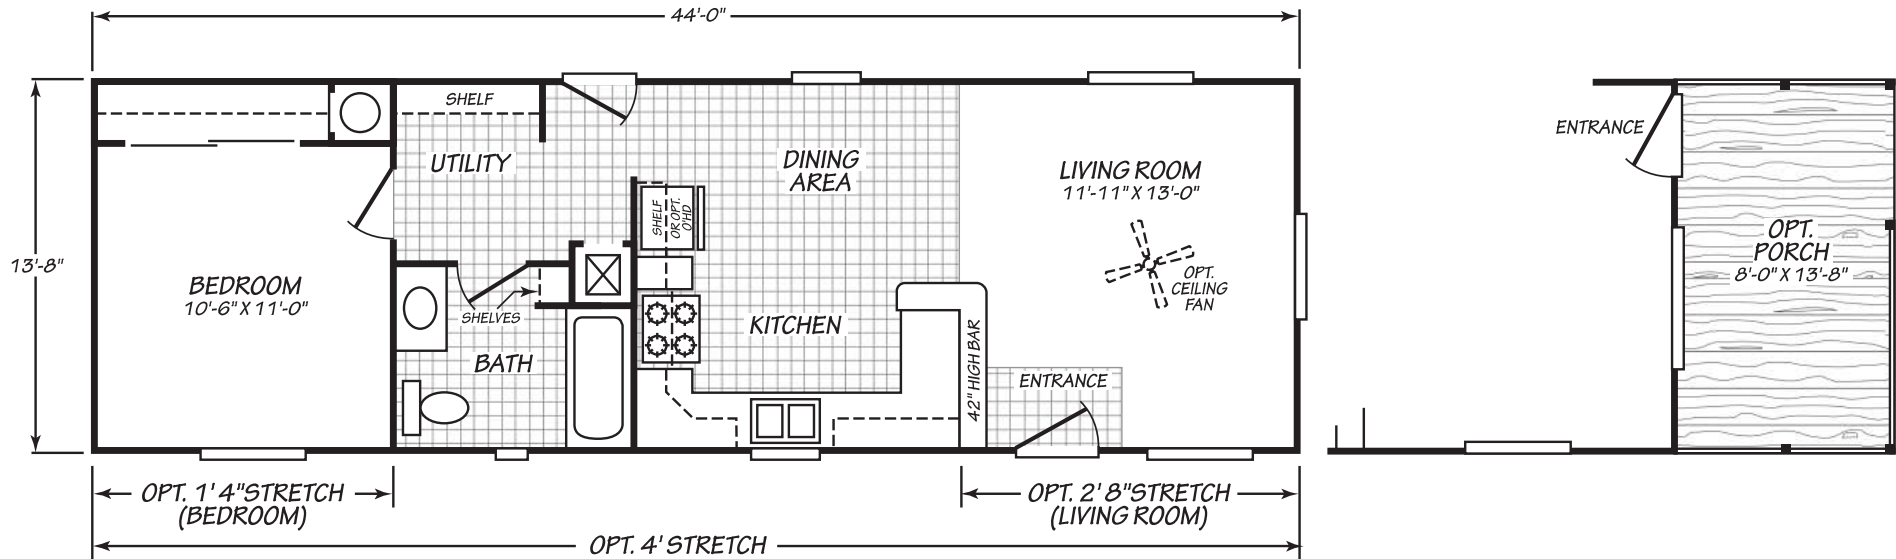 44'-0"
13'-8"
SHELF
UTILITY
DINING
AREA
LIVING ROOM
11'-11" X 13'-0"
ENTRANCE
SHELF
OR OPT.
O'HD
BEDROOM
10'-6" X 11'-0"
OPT.
CEILING
FAN
OPT.
PORCH
8'-0" X 13'-8"
SHELVES
KITCHEN
BATH
42" HIGH BAR
ENTRANCE
OPT. 1' 4" STRETCH
(BEDROOM)
OPT. 2' 8" STRETCH
(LIVING ROOM)
OPT. 4' STRETCH